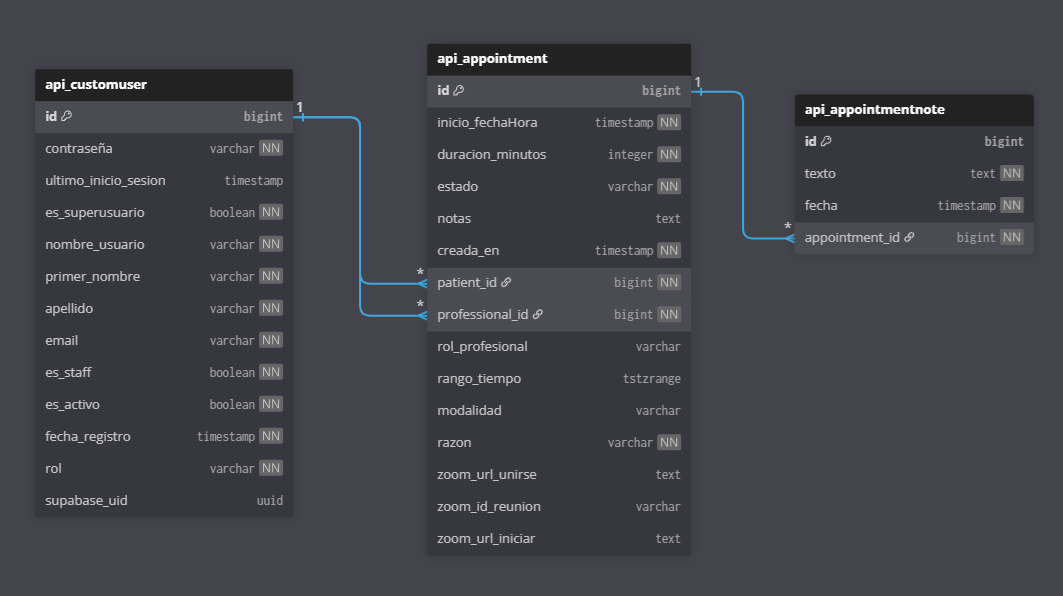 api_customuser
id bigint
contraseña varchar NN
ultimo_inicio_sesion timestamp
es_superusuario boolean NN
nombre_usuario varchar NN
primer_nombre varchar NN
apellido varchar NN
email varchar NN
es_staff boolean NN
es_activo boolean NN
fecha_registro timestamp NN
rol varchar NN
supabase_uid uuid
1
*
*
api_appointment
id bigint
inicio_fechaHora timestamp NN
duracion_minutos integer NN
estado varchar NN
notas text
creada_en timestamp NN
patient_id bigint NN
professional_id bigint NN
rol_profesional varchar
rango_tiempo tstzrange
modalidad varchar
razon varchar NN
zoom_url_unirse text
zoom_id_reunion varchar
zoom_url_iniciar text
1
*
api_appointmentnote
id bigint
texto text NN
fecha timestamp NN
appointment_id bigint NN